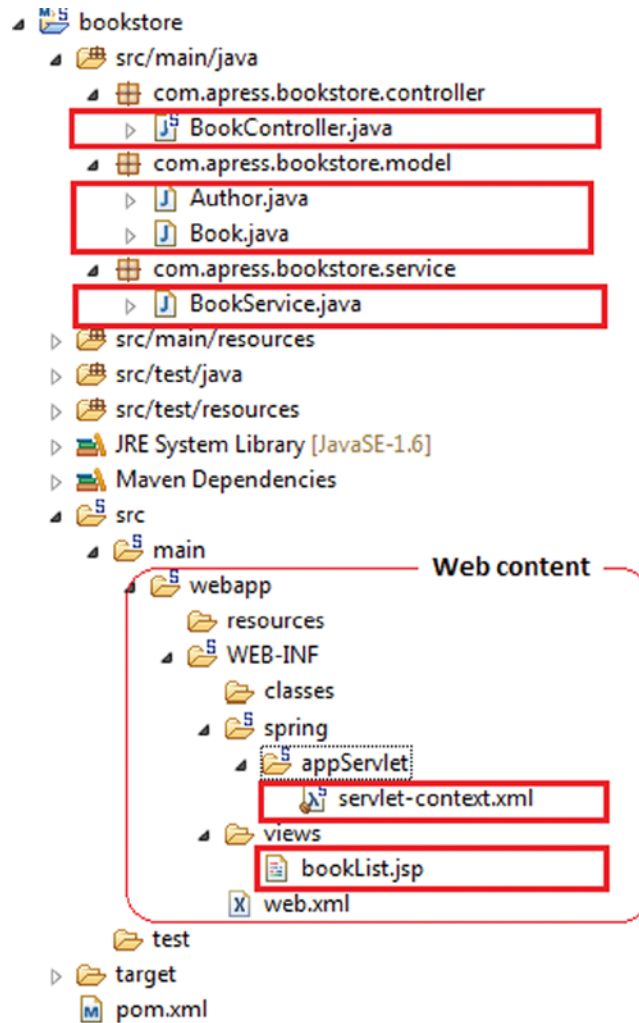 bookstore
src/main/java
com.apress.bookstore.controller
BookController.java
com.apress.bookstore.model
Author.java
Book.java
com.apress.bookstore.service
BookService.java
src/main/resources
src/test/java
src/test/resources
JRE System Library [JavaSE-1.6]
Maven Dependencies
src
main
Web content
webapp
resources
WEB-INF
classes
spring
appServlet
servlet-context.xml
views
bookList.jsp
web.xml
test
target
pom.xml